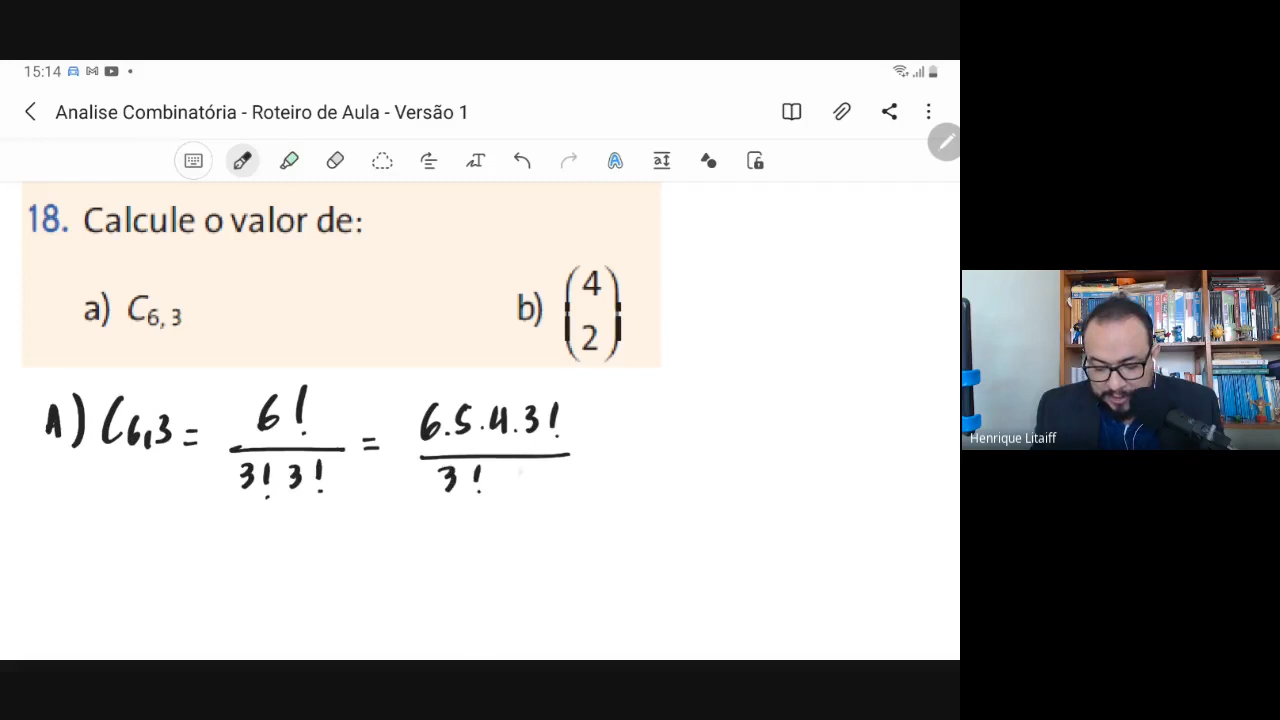 15:14
Analise Combinatória - Roteiro de Aula - Versão 1
18. Calcule o valor de:
a) C6, 3
b) (4
2)
A) C6,3 = 6! / 3! 3! = 6.5.4.3! / 3!
Henrique Litaiff